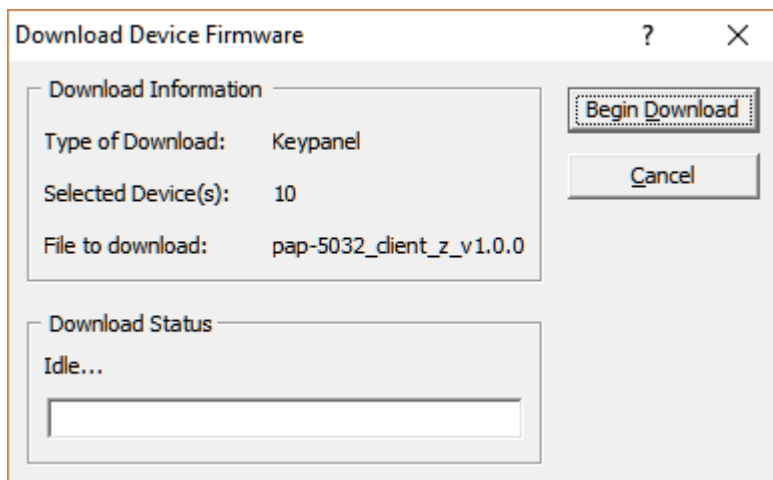 Download Device Firmware
Download Information
Type of Download: Keypanel
Selected Device(s): 10
File to download: pap-5032_client_z_v1.0.0
Begin Download
Cancel
Download Status
Idle...